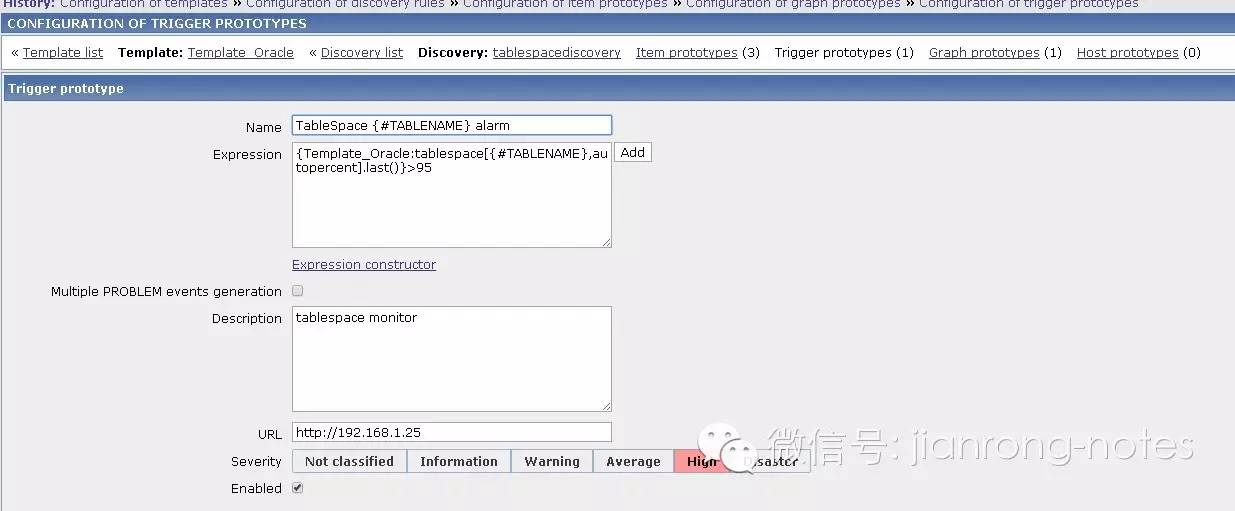 History: Configuration of templates » Configuration of discovery rules » Configuration of item prototypes » Configuration of graph prototypes » Configuration of trigger prototypes
CONFIGURATION OF TRIGGER PROTOTYPES
« Template list Template: Template_Oracle « Discovery list Discovery: tablespacediscovery Item prototypes (3) Trigger prototypes (1) Graph prototypes (1) Host prototypes (0)
Trigger prototype
Name TableSpace {#TABLENAME} alarm
Expression {Template_Oracle:tablespace[{#TABLENAME},au Add
topercent].last()}>95
Expression constructor
Multiple PROBLEM events generation
Description tablespace monitor
URL http://192.168.1.25
Severity Not classified Information Warning Average High Disaster
微信号: jianrong-notes
Enabled